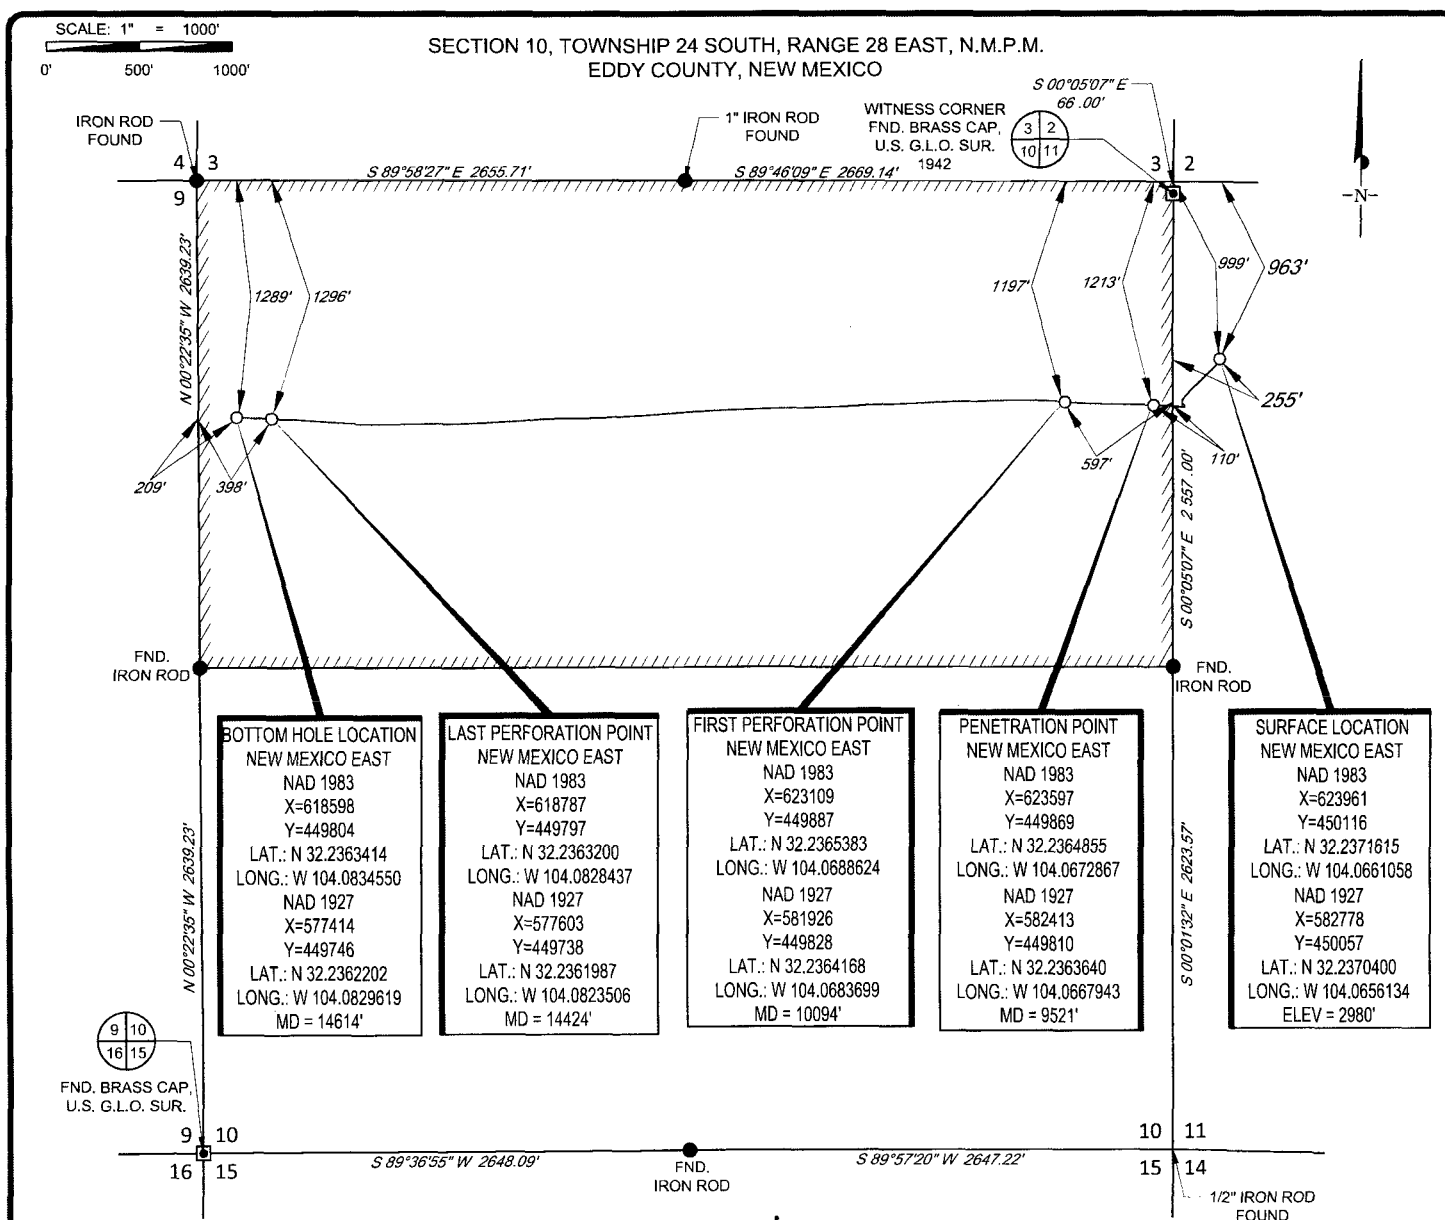 SCALE: 1" = 1000'
0' 500' 1000'
SECTION 10, TOWNSHIP 24 SOUTH, RANGE 28 EAST, N.M.P.M.
EDDY COUNTY, NEW MEXICO
IRON ROD
FOUND
1" IRON ROD
FOUND
WITNESS CORNER
FND. BRASS CAP,
U.S. G.L.O. SUR.
1942
3 2
10 11
S 00°05'07" E
66.00'
4 3
9
S 89°58'27" E 2655.71'
S 89°46'09" E 2669.14'
3 2
-N-
N 00°22'35" W 2639.23'
1289'
1296'
1197'
1213'
999'
963'
209'
398'
597'
110'
255'
S 00°05'07" E 2557.00'
FND.
IRON ROD
FND.
IRON ROD
BOTTOM HOLE LOCATION
NEW MEXICO EAST
NAD 1983
X=618598
Y=449804
LAT.: N 32.2363414
LONG.: W 104.0834550
NAD 1927
X=577414
Y=449746
LAT.: N 32.2362202
LONG.: W 104.0829619
MD = 14614'
LAST PERFORATION POINT
NEW MEXICO EAST
NAD 1983
X=618787
Y=449797
LAT.: N 32.2363200
LONG.: W 104.0828437
NAD 1927
X=577603
Y=449738
LAT.: N 32.2361987
LONG.: W 104.0823506
MD = 14424'
FIRST PERFORATION POINT
NEW MEXICO EAST
NAD 1983
X=623109
Y=449887
LAT.: N 32.2365383
LONG.: W 104.0688624
NAD 1927
X=581926
Y=449828
LAT.: N 32.2364168
LONG.: W 104.0683699
MD = 10094'
PENETRATION POINT
NEW MEXICO EAST
NAD 1983
X=623597
Y=449869
LAT.: N 32.2364855
LONG.: W 104.0672867
NAD 1927
X=582413
Y=449810
LAT.: N 32.2363640
LONG.: W 104.0667943
MD = 9521'
SURFACE LOCATION
NEW MEXICO EAST
NAD 1983
X=623961
Y=450116
LAT.: N 32.2371615
LONG.: W 104.0661058
NAD 1927
X=582778
Y=450057
LAT.: N 32.2370400
LONG.: W 104.0656134
ELEV = 2980'
N 00°22'35" W 2639.23'
S 00°01'32" E 2623.57'
9 10
16 15
FND. BRASS CAP,
U.S. G.L.O. SUR.
9 10
16 15
S 89°36'55" W 2648.09'
FND.
IRON ROD
S 89°57'20" W 2647.22'
10 11
15 14
1/2" IRON ROD
FOUND